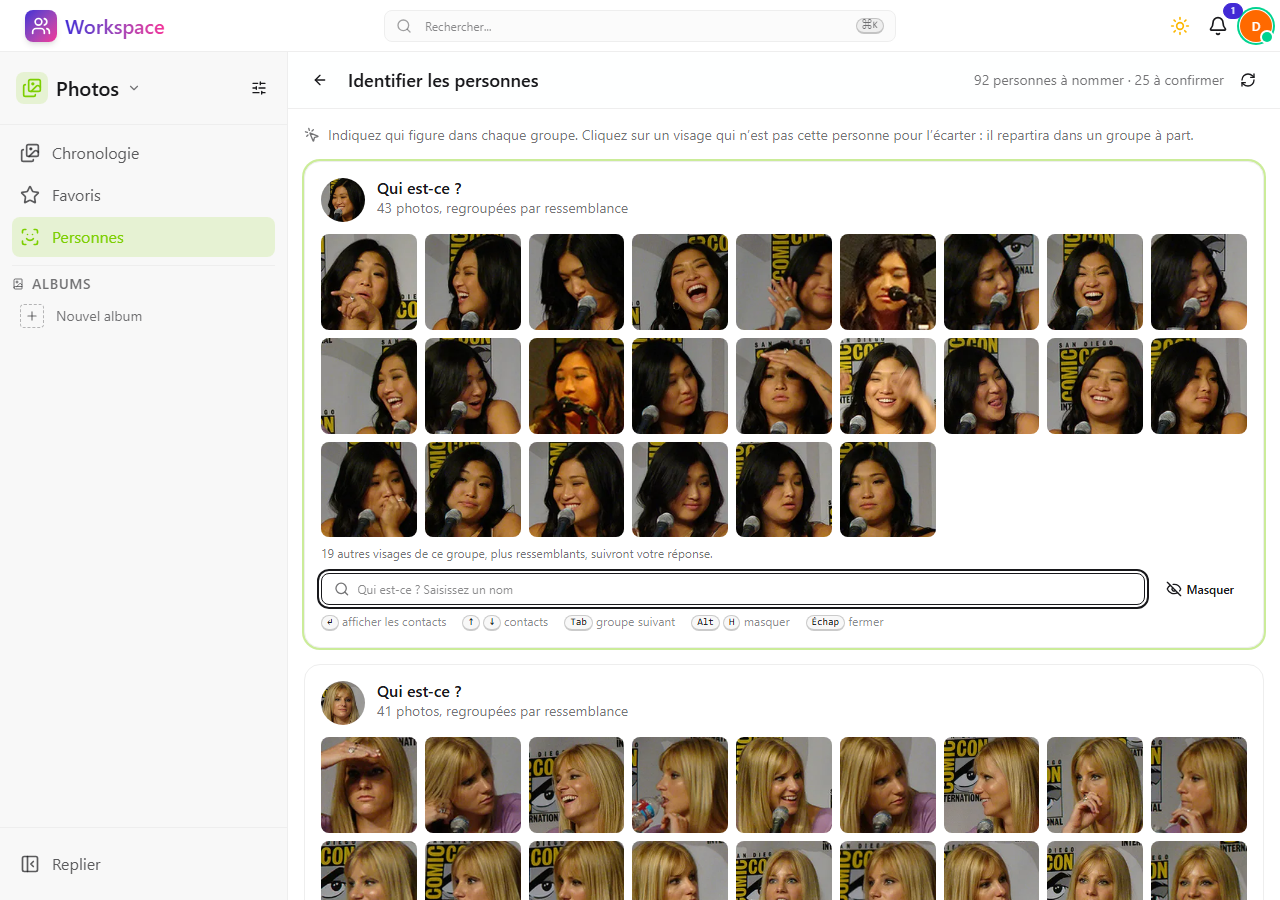 Workspace
Rechercher...
⌘K
1
D
Photos
Identifier les personnes
92 personnes à nommer · 25 à confirmer
Chronologie
Favoris
Personnes
ALBUMS
Nouvel album
Replier
Indiquez qui figure dans chaque groupe. Cliquez sur un visage qui n’est pas cette personne pour l’écarter : il repartira dans un groupe à part.
Qui est-ce ?
43 photos, regroupées par ressemblance
19 autres visages de ce groupe, plus ressemblants, suivront votre réponse.
Qui est-ce ? Saisissez un nom
Masquer
↵ afficher les contacts ↑ ↓ contacts Tab groupe suivant Alt H masquer Échap fermer
Qui est-ce ?
41 photos, regroupées par ressemblance